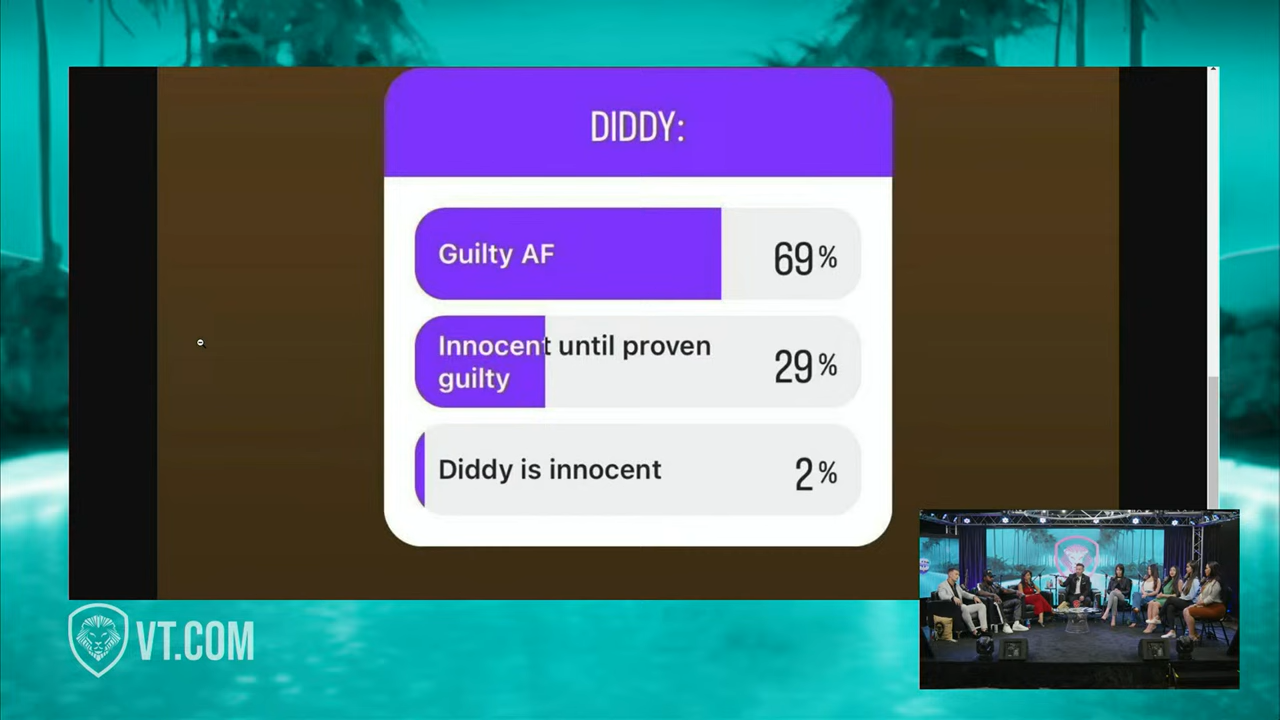 DIDDY:
Guilty AF
69%
Innocent until proven
guilty
29%
Diddy is innocent
2%
VT.COM